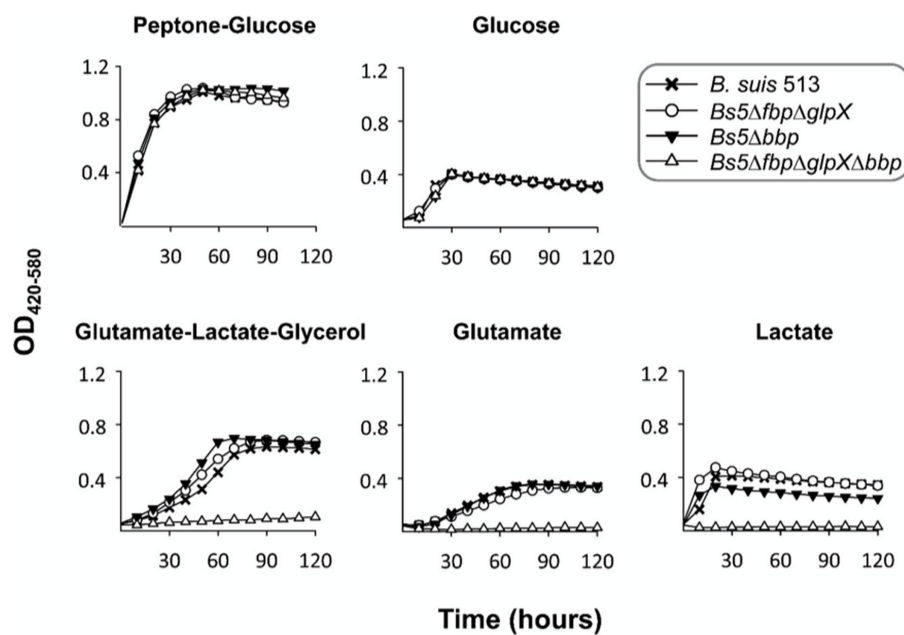 Peptone-Glucose
Glucose
1.2
0.8
0.4
30 60 90 120
1.2
0.8
0.4
30 60 90 120
B. suis 513
Bs5ΔfbpΔglpX
Bs5Δbbp
Bs5ΔfbpΔglpXΔbbp
OD420-580
Glutamate-Lactate-Glycerol
Glutamate
Lactate
1.2
0.8
0.4
30 60 90 120
1.2
0.8
0.4
30 60 90 120
1.2
0.8
0.4
30 60 90 120
Time (hours)